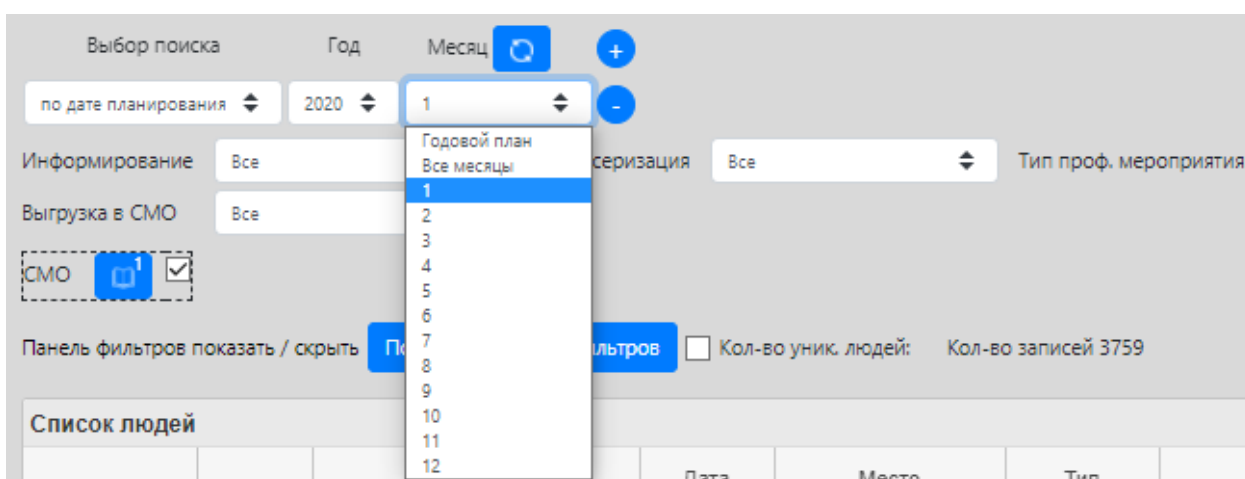 Выбор поиска Год Месяц +
по дате планирования 2020 1 -
Годовой план
Информирование Все серизация Все Тип проф. мероприятия
Все месяцы
1
Выгрузка в СМО Все 2
3
СМО 1 4
5
6
Панель фильтров показать / скрыть По 7 льтров Кол-во уник. людей: Кол-во записей 3759
8
9
Список людей 10
11
12
Дата Место Тип